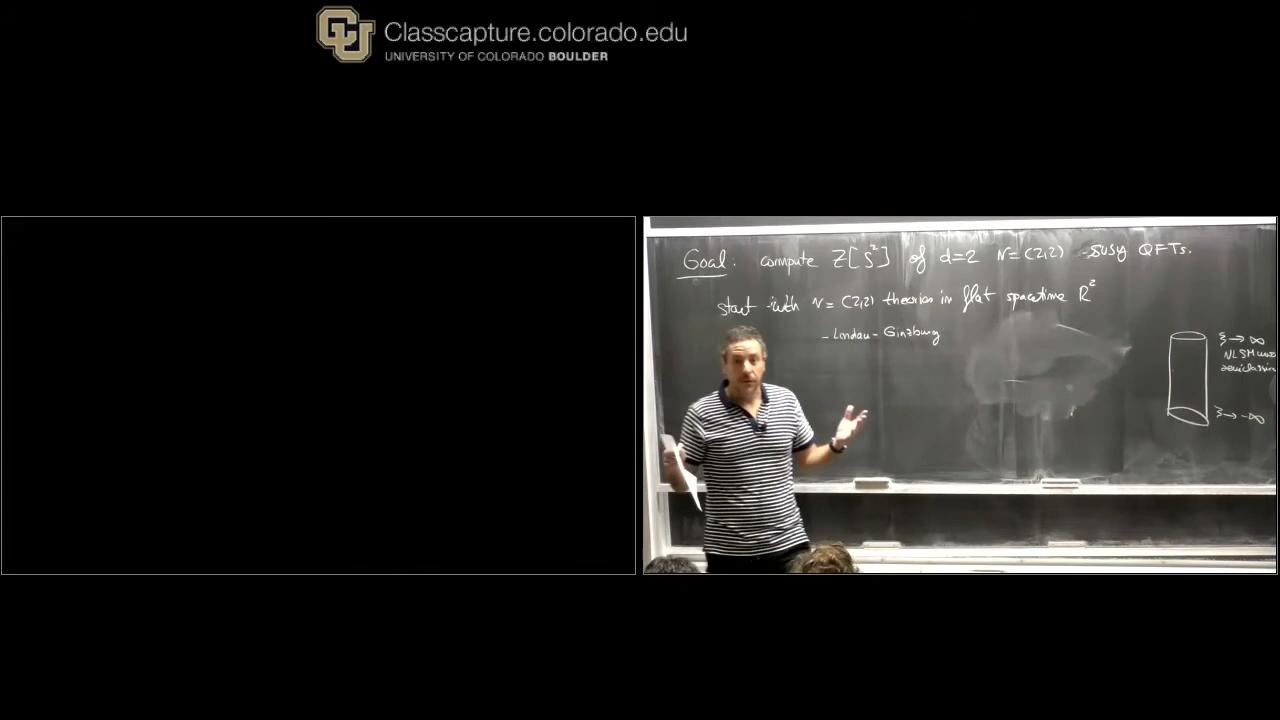 Classcapture.colorado.edu
UNIVERSITY OF COLORADO BOULDER
Goal: compute Z[S²] of d=2 N=(2,2) SUSY QFTs.
start with N=(2,2) theories in flat spacetime R²
- Landau-Ginzburg
ξ→∞
NLSM
ξ→-∞